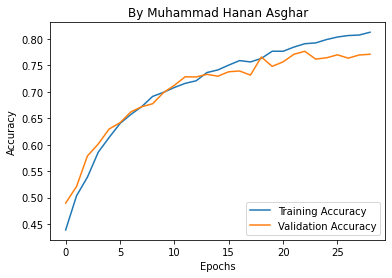 By Muhammad Hanan Asghar
0.80
0.75
0.70
0.65
0.60
0.55
0.50
0.45
Accuracy
Training Accuracy
Validation Accuracy
0 5 10 15 20 25
Epochs